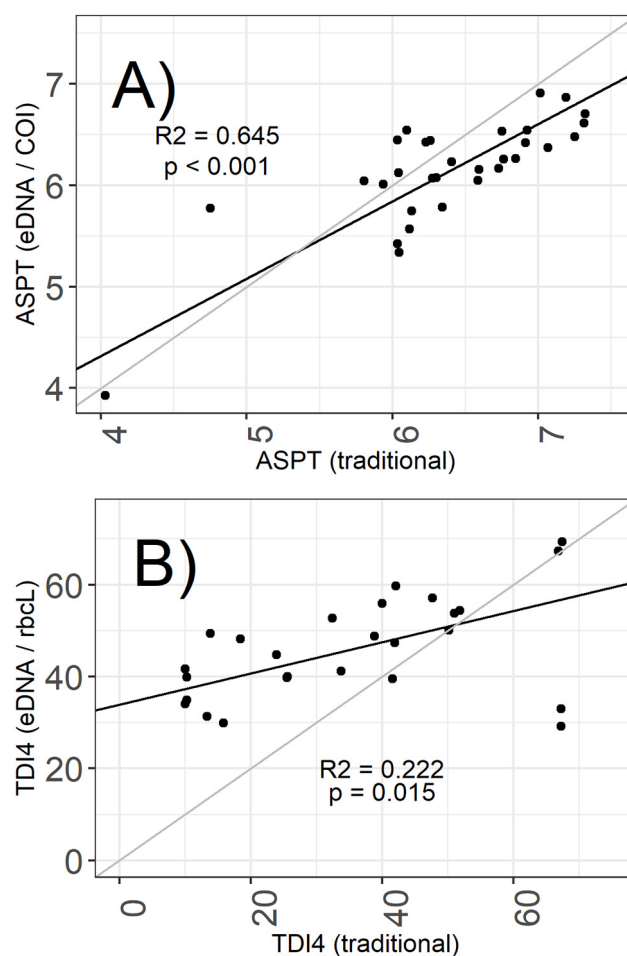 A)
R2 = 0.645
p < 0.001
ASPT (eDNA / COI)
7
6
5
4
4
5
6
7
ASPT (traditional)
B)
R2 = 0.222
p = 0.015
TDI4 (eDNA / rbcL)
60
40
20
0
0
20
40
60
TDI4 (traditional)